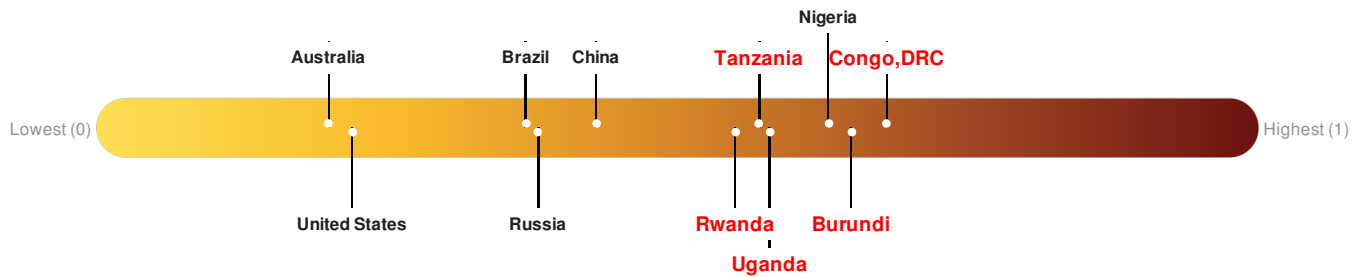 Nigeria
Australia
Brazil
China
Tanzania
Congo,DRC
Lowest (0)
Highest (1)
United States
Russia
Rwanda
Burundi
Uganda